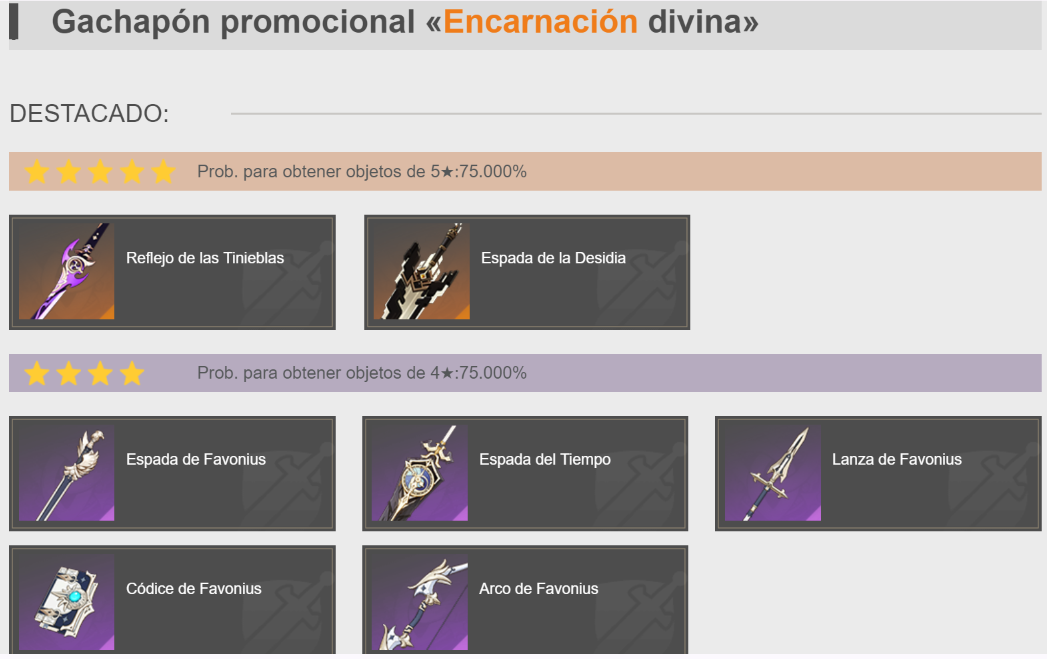 Gachapón promocional «Encarnación divina»
DESTACADO:
Prob. para obtener objetos de 5★:75.000%
Reflejo de las Tinieblas
Espada de la Desidia
Prob. para obtener objetos de 4★:75.000%
Espada de Favonius
Espada del Tiempo
Lanza de Favonius
Códice de Favonius
Arco de Favonius